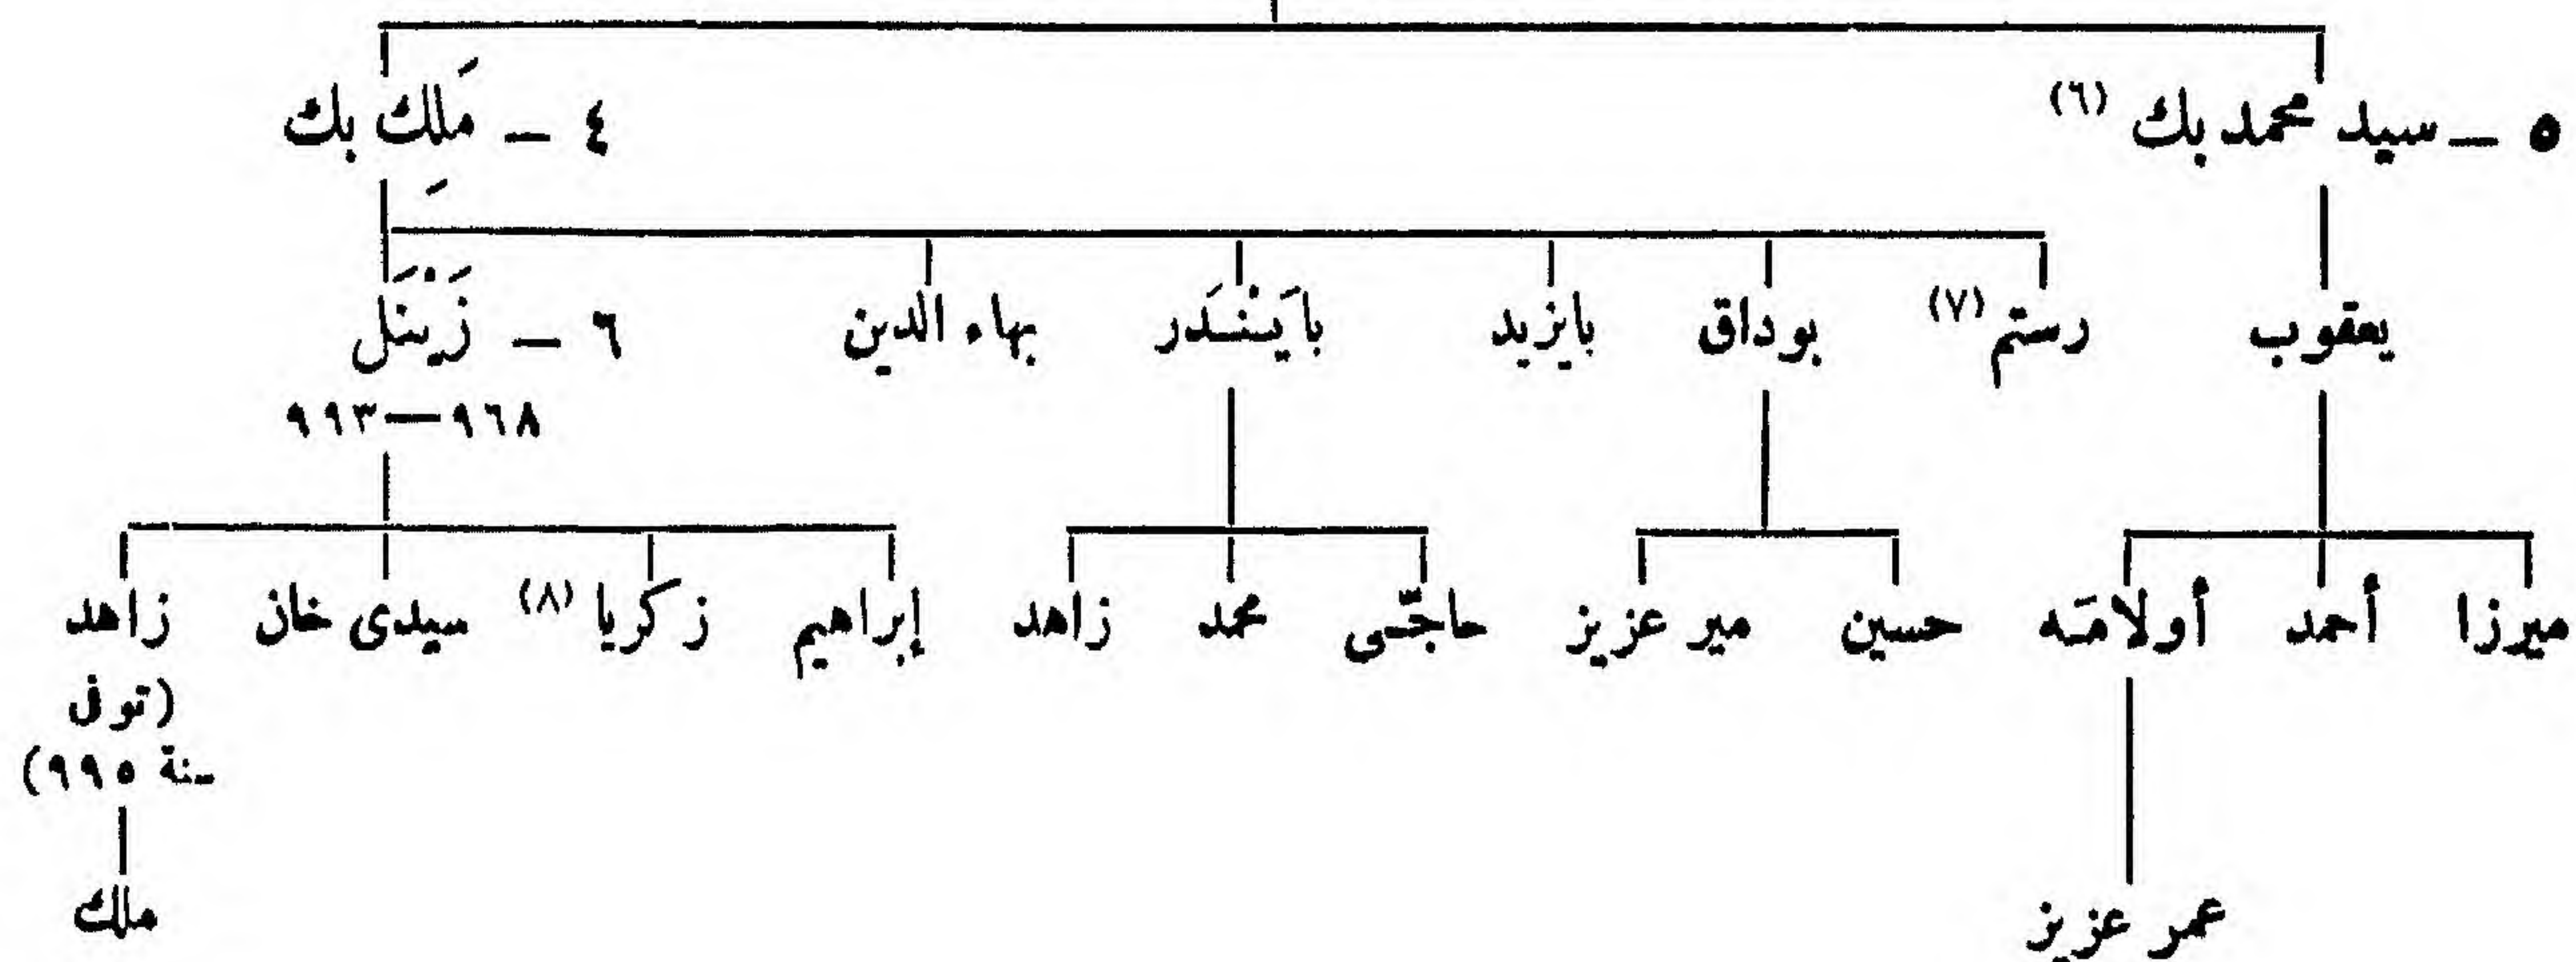 ٥ — سيد محمد بك (٦) ٤ — مَلك بك
يعقوب رستم (٧) بوداق بايزيد بايَنْدَر بهاء الدين ٦ — زَيْنَل
٩٦٨—٩٩٣
ميرزا أحمد أولامَه حسين مير عزيز حاجّى محمد زاهد إبراهيم زكريا (٨) سيدى خان زاهد
(توفى
سنة ٩٩٥)
عمر عزيز ملك